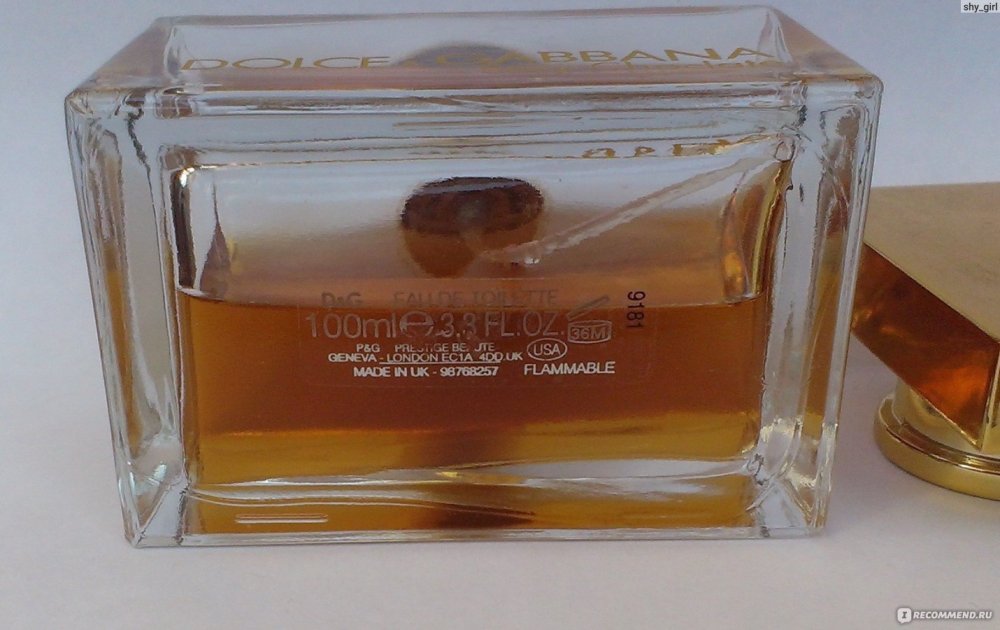 shy_girl
DOLCE & GABBANA
D&G EAU DE TOILETTE
100ml e 3.3 FL.OZ. 36M
9181
P&G PRESTIGE BEAUTE
GENEVA - LONDON EC1A 4DD.UK USA
MADE IN UK - 98768257 FLAMMABLE
IRECOMMEND.RU